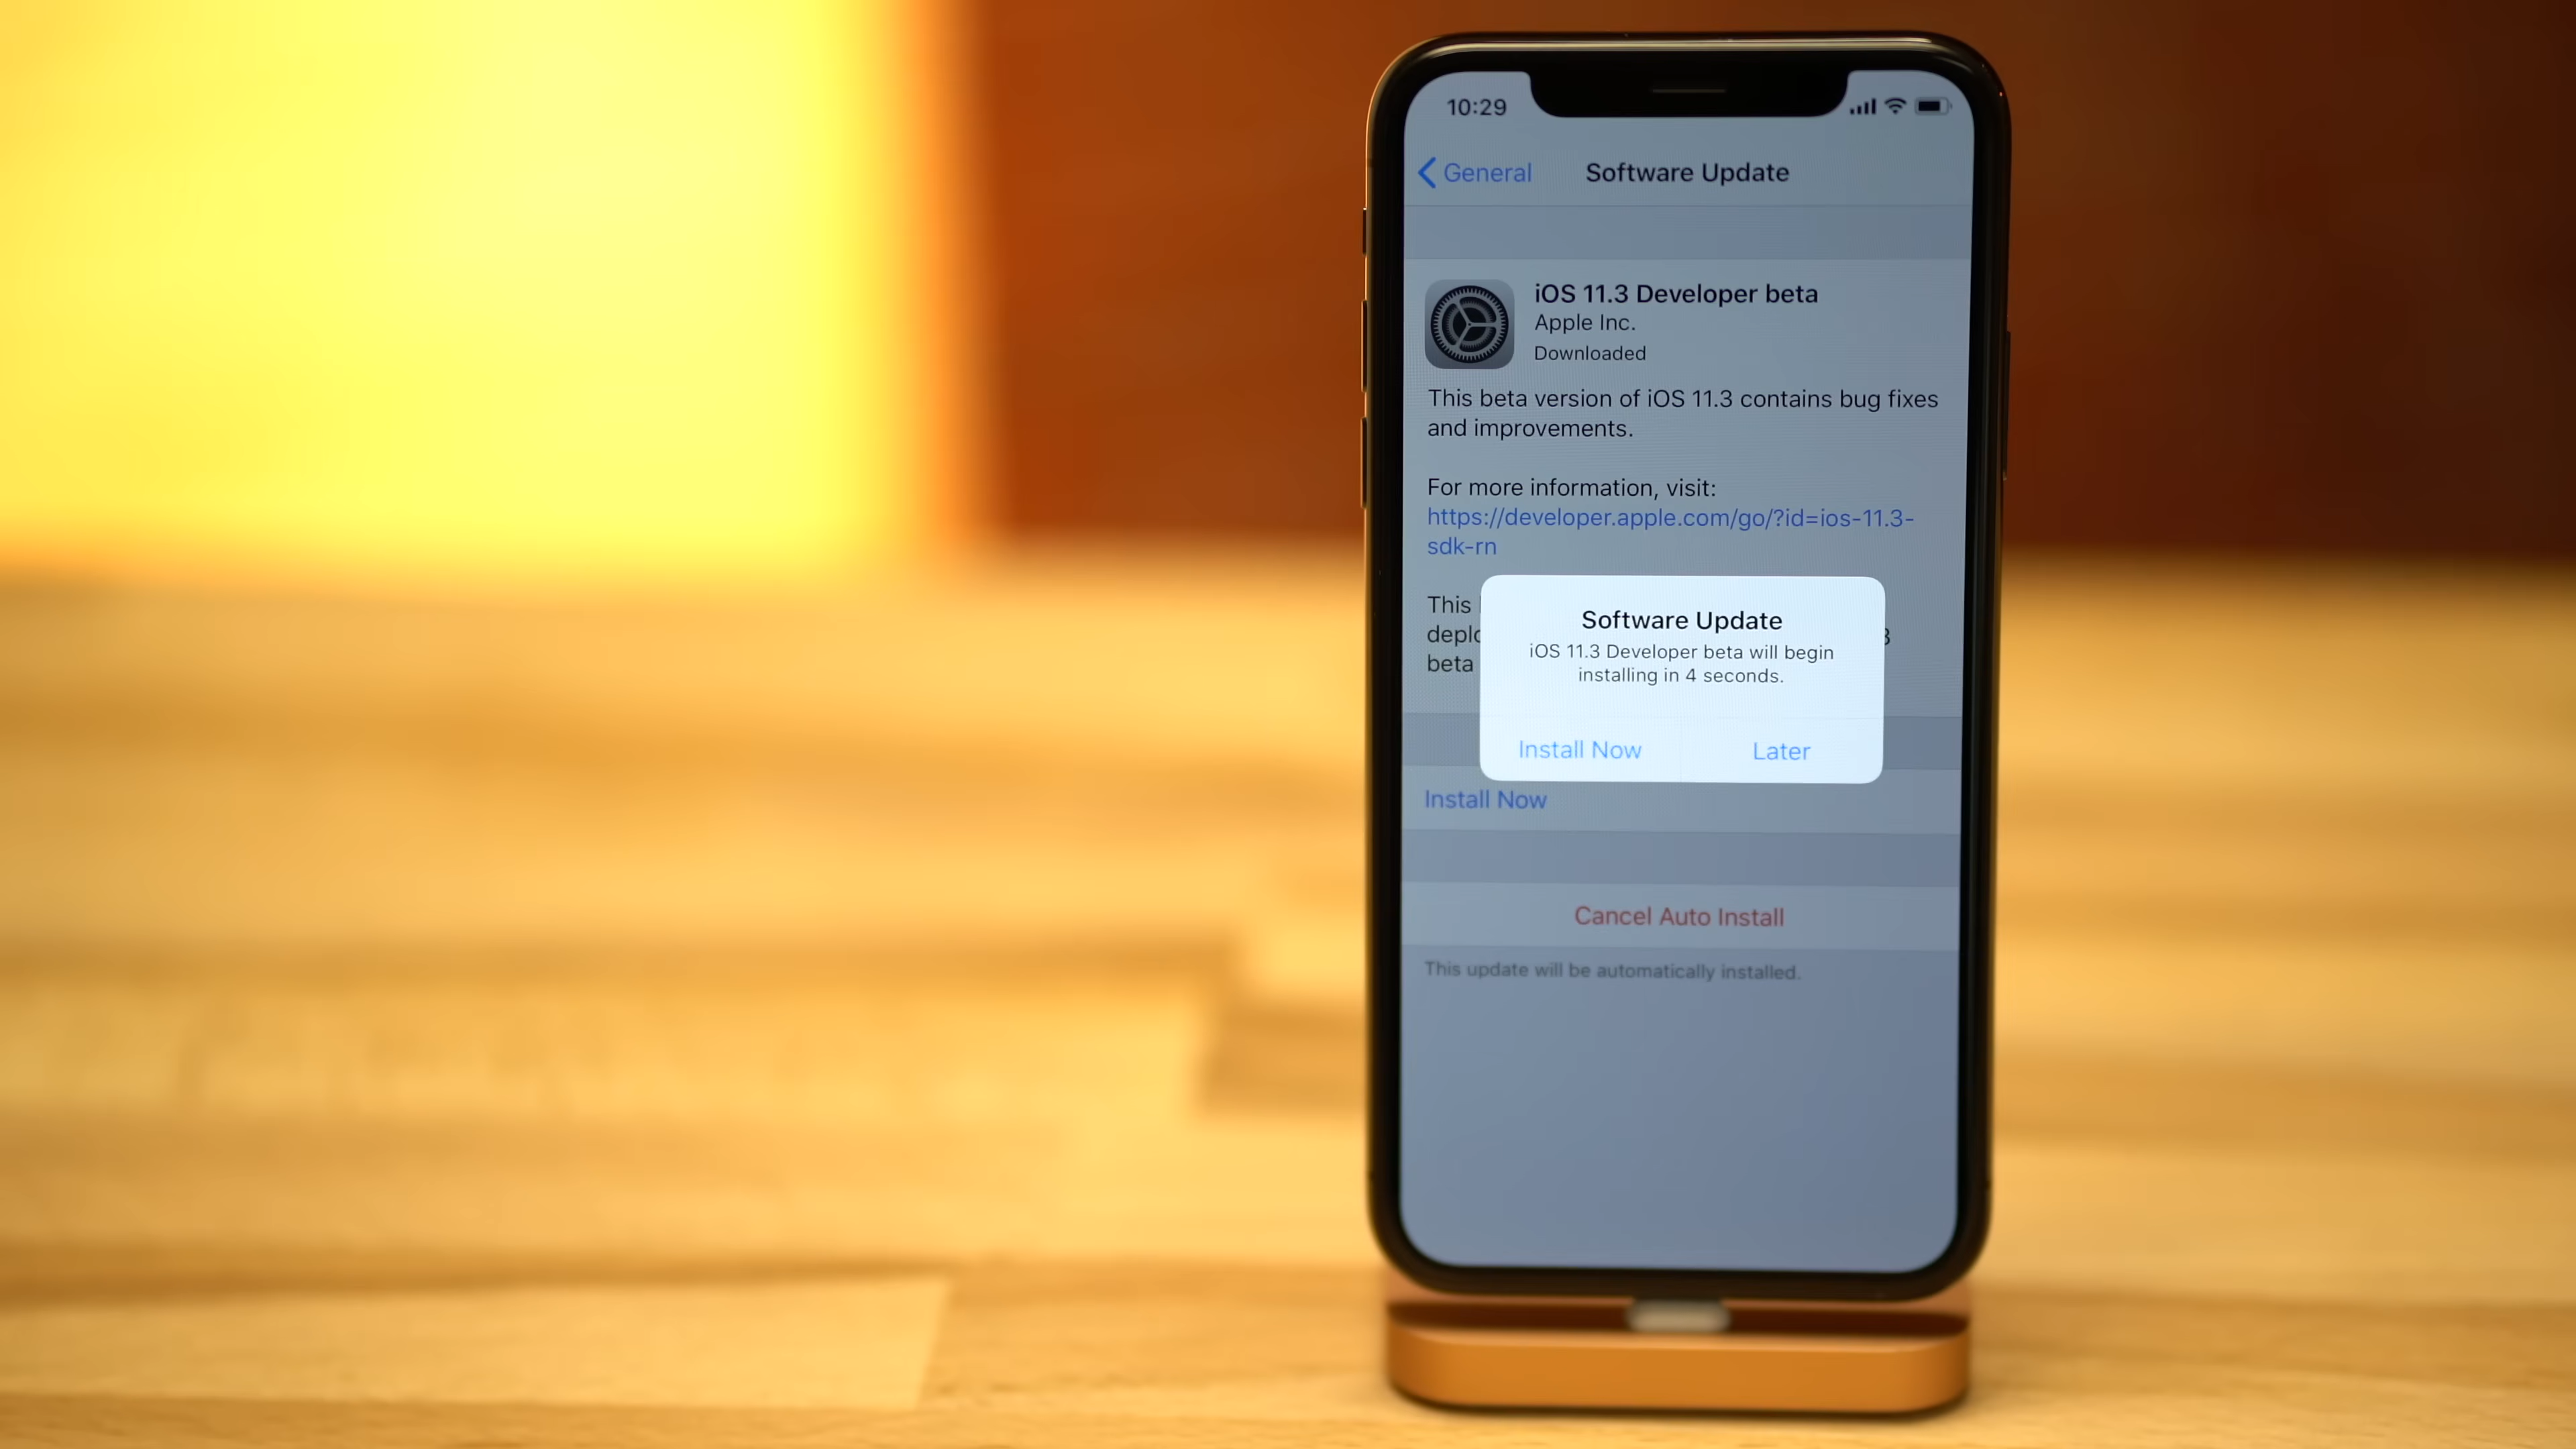 10:29
General
Software Update
iOS 11.3 Developer beta
Apple Inc.
Downloaded
This beta version of iOS 11.3 contains bug fixes
and improvements.
For more information, visit:
https://developer.apple.com/go/?id=ios-11.3-
sdk-rn
This
beta
Software Update
iOS 11.3 Developer beta will begin
installing in 4 seconds.
Install Now
Later
Install Now
Cancel Auto Install
This update will be automatically installed.